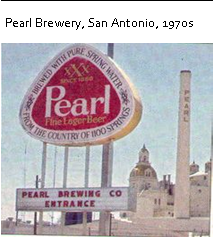 Pearl Brewery, San Antonio, 1970s
BREWED WITH PURE SPRING WATER
XXX
SINCE 1886
Pearl
Fine Lager Beer
FROM THE COUNTRY OF 1100 SPRINGS
PEARL
PEARL BREWING CO
ENTRANCE